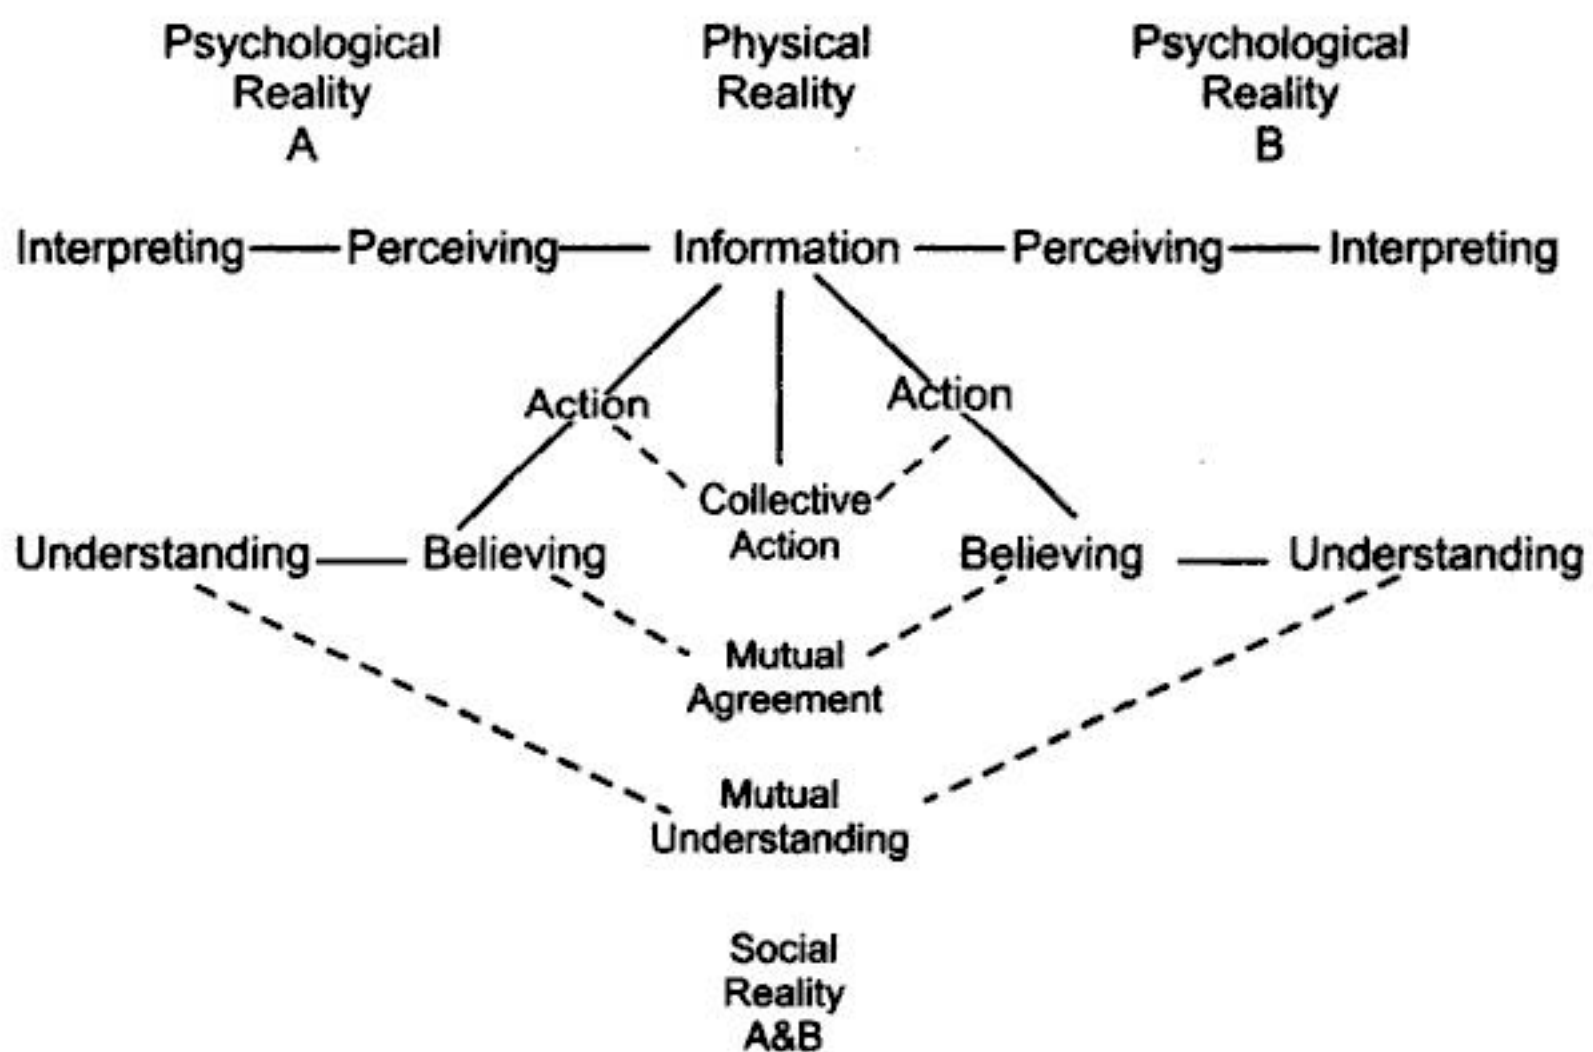 Psychological
Reality
A
Physical
Reality
Psychological
Reality
B
Interpreting Perceiving Information Perceiving Interpreting
Action Action
Collective
Action
Understanding Believing Believing Understanding
Mutual
Agreement
Mutual
Understanding
Social
Reality
A&B